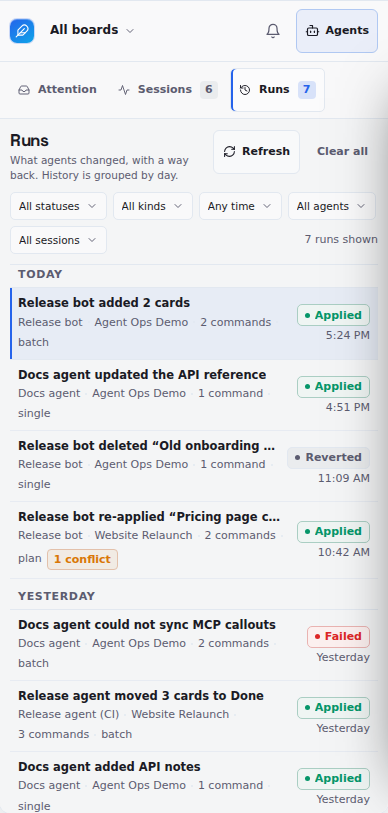 All boards
Agents
Attention
Sessions 6
Runs 7
Runs
What agents changed, with a way
back. History is grouped by day.
Refresh
Clear all
All statuses
All kinds
Any time
All agents
All sessions
7 runs shown
TODAY
Release bot added 2 cards
Release bot · Agent Ops Demo · 2 commands
batch
Applied
5:24 PM
Docs agent updated the API reference
Docs agent · Agent Ops Demo · 1 command ·
single
Applied
4:51 PM
Release bot deleted “Old onboarding ...
Release bot · Agent Ops Demo · 1 command ·
single
Reverted
11:09 AM
Release bot re-applied “Pricing page c...
Release bot · Website Relaunch · 2 commands ·
plan 1 conflict
Applied
10:42 AM
YESTERDAY
Docs agent could not sync MCP callouts
Docs agent · Agent Ops Demo · 2 commands ·
batch
Failed
Yesterday
Release agent moved 3 cards to Done
Release agent (CI) · Website Relaunch ·
3 commands · batch
Applied
Yesterday
Docs agent added API notes
Docs agent · Agent Ops Demo · 1 command ·
single
Applied
Yesterday